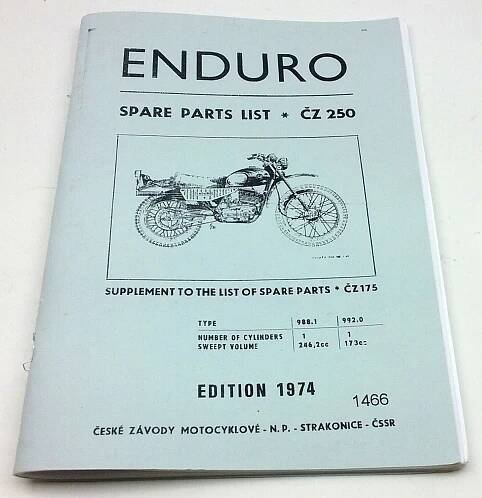 ENDURO
SPARE PARTS LIST * ČZ 250
SUPPLEMENT TO THE LIST OF SPARE PARTS * ČZ175
TYPE 988.1 992.0
NUMBER OF CYLINDERS 1 1
SWEPT VOLUME 246,2cc 173cc
EDITION 1974
1466
ČESKÉ ZÁVODY MOTOCYKLOVÉ - N. P. - STRAKONICE - ČSSR